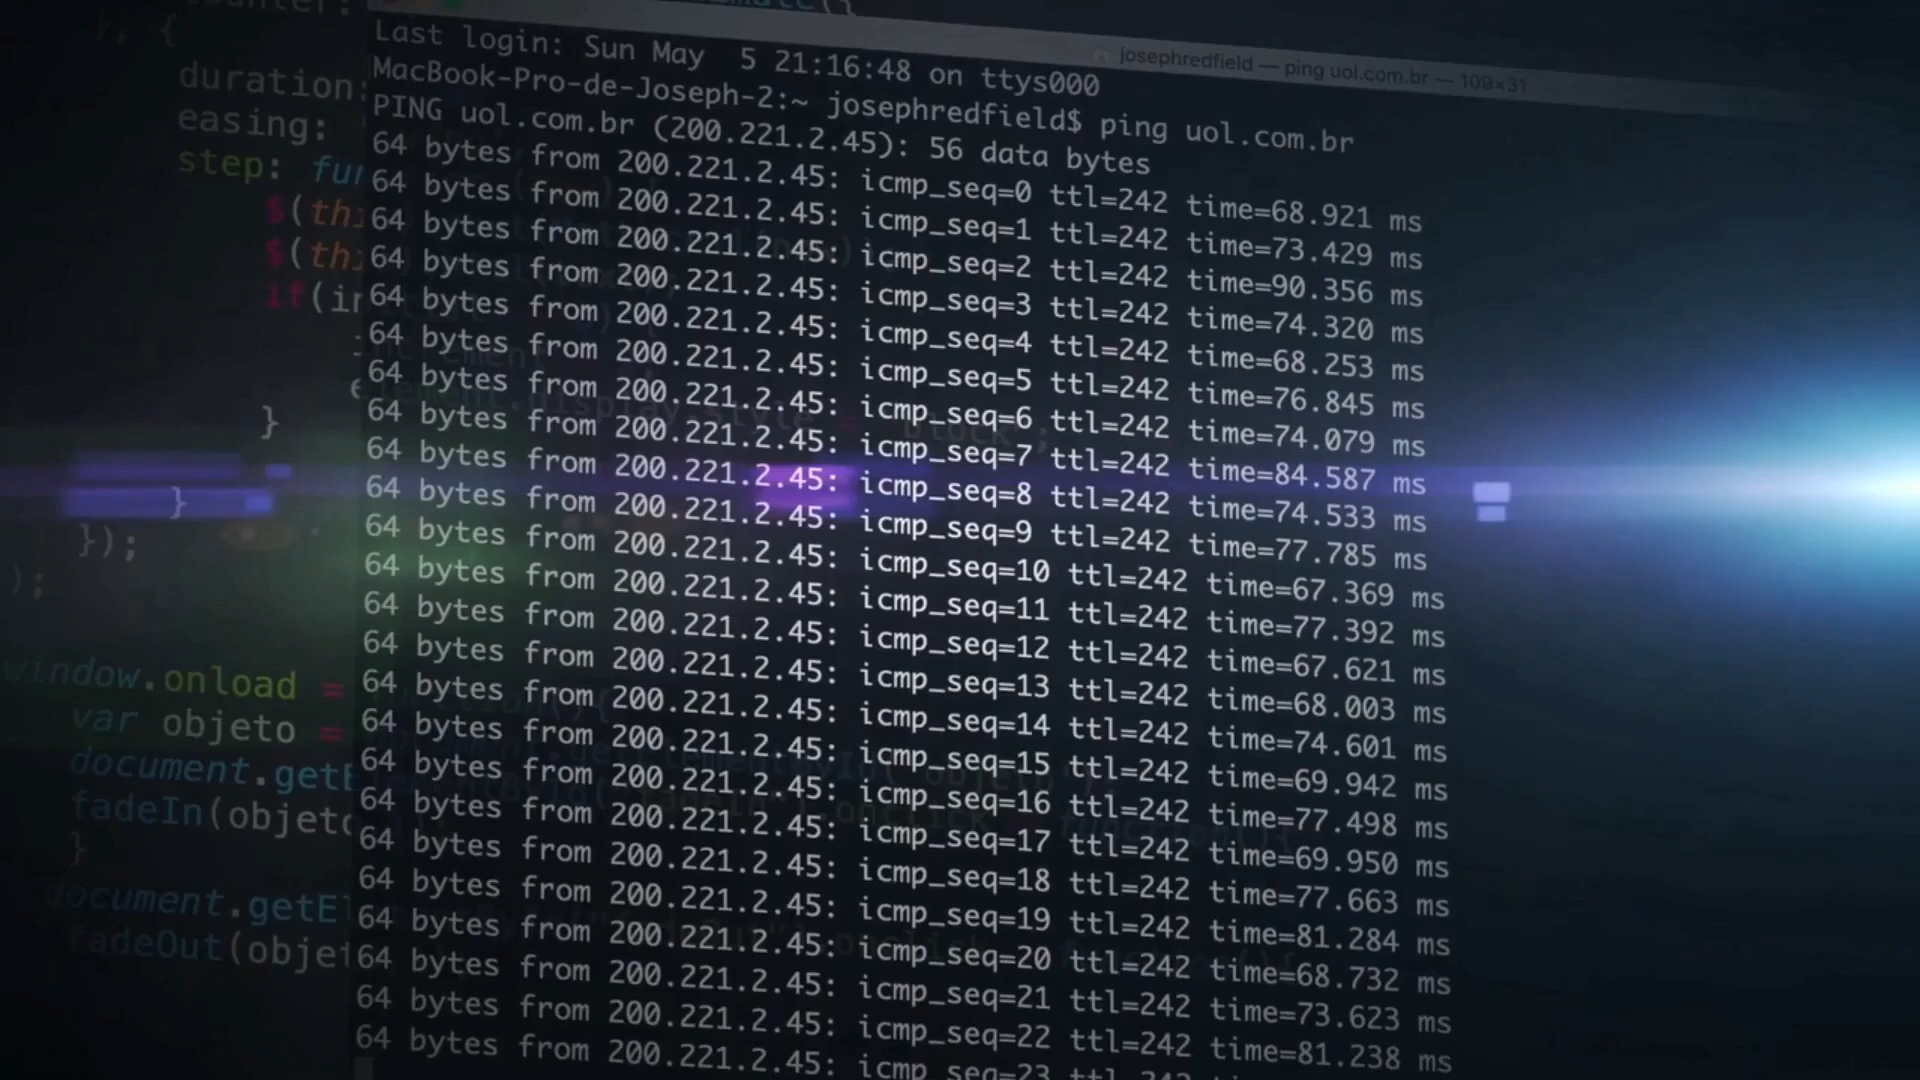 josephredfield — ping uol.com.br — 109×31
Last login: Sun May  5 21:16:48 on ttys000
MacBook-Pro-de-Joseph-2:~ josephredfield$ ping uol.com.br
PING uol.com.br (200.221.2.45): 56 data bytes
64 bytes from 200.221.2.45: icmp_seq=0 ttl=242 time=68.921 ms
64 bytes from 200.221.2.45: icmp_seq=1 ttl=242 time=73.429 ms
64 bytes from 200.221.2.45: icmp_seq=2 ttl=242 time=90.356 ms
64 bytes from 200.221.2.45: icmp_seq=3 ttl=242 time=74.320 ms
64 bytes from 200.221.2.45: icmp_seq=4 ttl=242 time=68.253 ms
64 bytes from 200.221.2.45: icmp_seq=5 ttl=242 time=76.845 ms
64 bytes from 200.221.2.45: icmp_seq=6 ttl=242 time=74.079 ms
64 bytes from 200.221.2.45: icmp_seq=7 ttl=242 time=84.587 ms
64 bytes from 200.221.2.45: icmp_seq=8 ttl=242 time=74.533 ms
64 bytes from 200.221.2.45: icmp_seq=9 ttl=242 time=77.785 ms
64 bytes from 200.221.2.45: icmp_seq=10 ttl=242 time=67.369 ms
64 bytes from 200.221.2.45: icmp_seq=11 ttl=242 time=77.392 ms
64 bytes from 200.221.2.45: icmp_seq=12 ttl=242 time=67.621 ms
64 bytes from 200.221.2.45: icmp_seq=13 ttl=242 time=68.003 ms
64 bytes from 200.221.2.45: icmp_seq=14 ttl=242 time=74.601 ms
64 bytes from 200.221.2.45: icmp_seq=15 ttl=242 time=69.942 ms
64 bytes from 200.221.2.45: icmp_seq=16 ttl=242 time=77.498 ms
64 bytes from 200.221.2.45: icmp_seq=17 ttl=242 time=69.950 ms
64 bytes from 200.221.2.45: icmp_seq=18 ttl=242 time=77.663 ms
64 bytes from 200.221.2.45: icmp_seq=19 ttl=242 time=81.284 ms
64 bytes from 200.221.2.45: icmp_seq=20 ttl=242 time=68.732 ms
64 bytes from 200.221.2.45: icmp_seq=21 ttl=242 time=73.623 ms
64 bytes from 200.221.2.45: icmp_seq=22 ttl=242 time=81.238 ms
64 bytes from 200.221.2.45: icmp_seq=23
}, {
duration:
easing:
step: fun
$(thi
$(thi
if(in
}
}
});
);
window.onload =
var objeto =
document.getE
fadeIn(objeto
}
document.getEl
fadeOut(objet